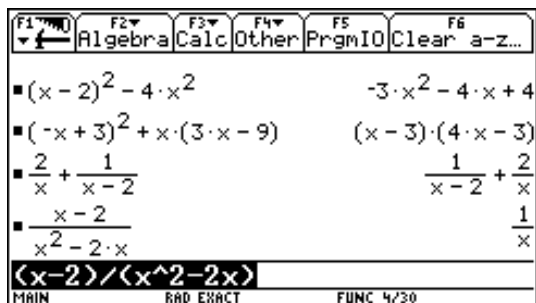 F1 F2 F3 F4 F5 F6
Algebra Calc Other PrgmIO Clear a-z…
▪(x − 2)² − 4·x² ⁻3·x² − 4·x + 4
▪(⁻x + 3)² + x·(3·x − 9) (x − 3)·(4·x − 3)
▪2/x + 1/(x − 2) 1/(x − 2) + 2/x
▪(x − 2)/(x² − 2·x) 1/x
(x-2)/(x^2-2x)
MAIN RAD EXACT FUNC 4/30